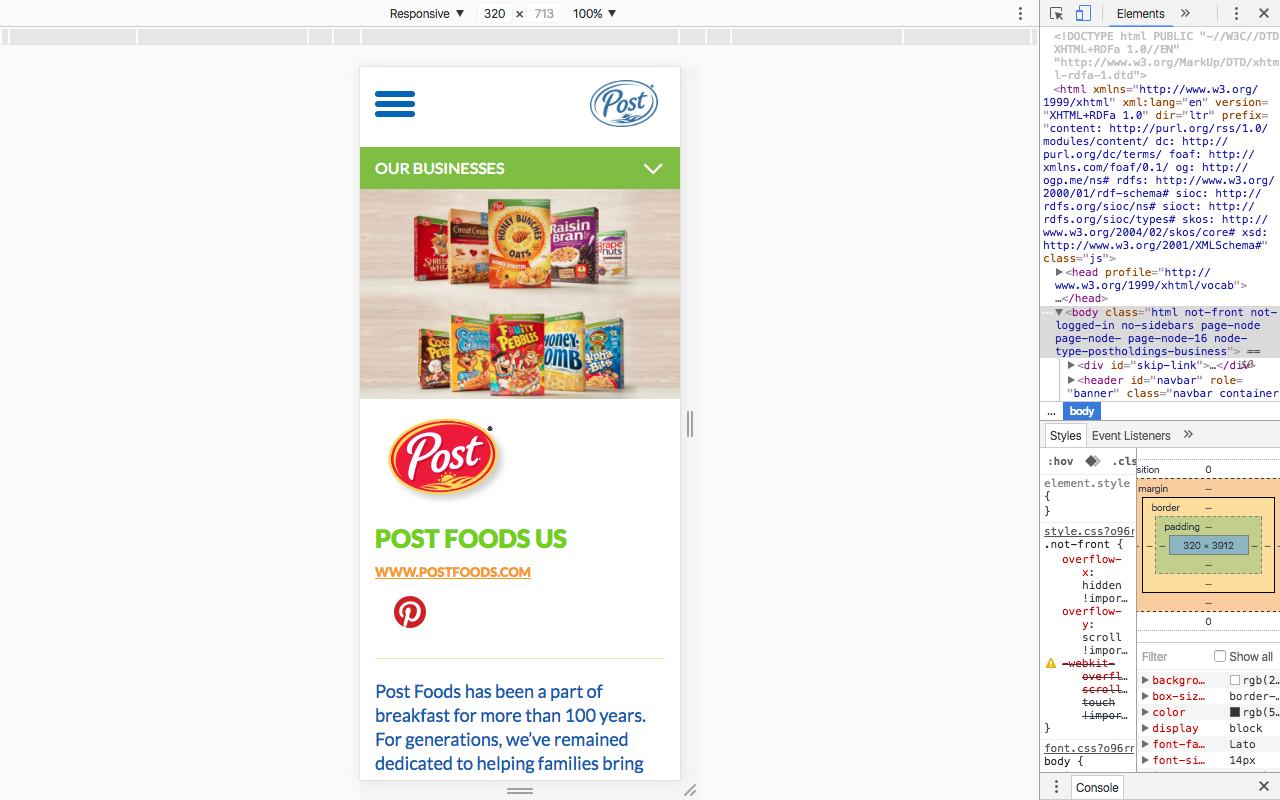 Responsive ▼ 320 × 713 100% ▼
Elements
Post
OUR BUSINESSES
Post
SHREDDED WHEAT
Great Grains
HONEY BUNCHES OF OATS
HONEY ROASTED
Raisin Bran
Grape nuts
COCOA PEBBLES
FRUITY PEBBLES
HONEY-COMB
Alpha Bits
Post®
POST FOODS US
WWW.POSTFOODS.COM
Post Foods has been a part of
breakfast for more than 100 years.
For generations, we've remained
dedicated to helping families bring
<!DOCTYPE html PUBLIC "-//W3C//DTD
XHTML+RDFa 1.0//EN"
"http://www.w3.org/MarkUp/DTD/xhtm
l-rdfa-1.dtd">
<html xmlns="http://www.w3.org/
1999/xhtml" xml:lang="en" version=
"XHTML+RDFa 1.0" dir="ltr" prefix=
"content: http://purl.org/rss/1.0/
modules/content/ dc: http://
purl.org/dc/terms/ foaf: http://
xmlns.com/foaf/0.1/ og: http://
ogp.me/ns# rdfs: http://www.w3.org/
2000/01/rdf-schema# sioc: http://
rdfs.org/sioc/ns# sioct: http://
rdfs.org/sioc/types# skos: http://
www.w3.org/2004/02/skos/core# xsd:
http://www.w3.org/2001/XMLSchema#"
class="js">
▶<head profile="http://
www.w3.org/1999/xhtml/vocab">
…</head>
…▼<body class="html not-front not-
logged-in no-sidebars page-node
page-node- page-node-16 node-
type-postholdings-business"> ==
▶<div id="skip-link">…</div>
▶<header id="navbar" role=
"banner" class="navbar container
... body
Styles Event Listeners »
:hov .cls
element.style
{
}
style.css?o96r
.not-front {
overflow-
x:
hidden
!impor…
overflow-
y:
scroll
!impor…
-webkit-
overfl…
scroll…
touch
!impor…
}
font.css?o96r
body {
sition 0
margin –
border –
padding –
– – 320 × 3912 – –
–
–
–
0
Filter Show all
▶ backgro… rgb(2…
▶ box-siz… border-…
▶ color rgb(5…
▶ display block
▶ font-fa… Lato
▶ font-si… 14px
Console